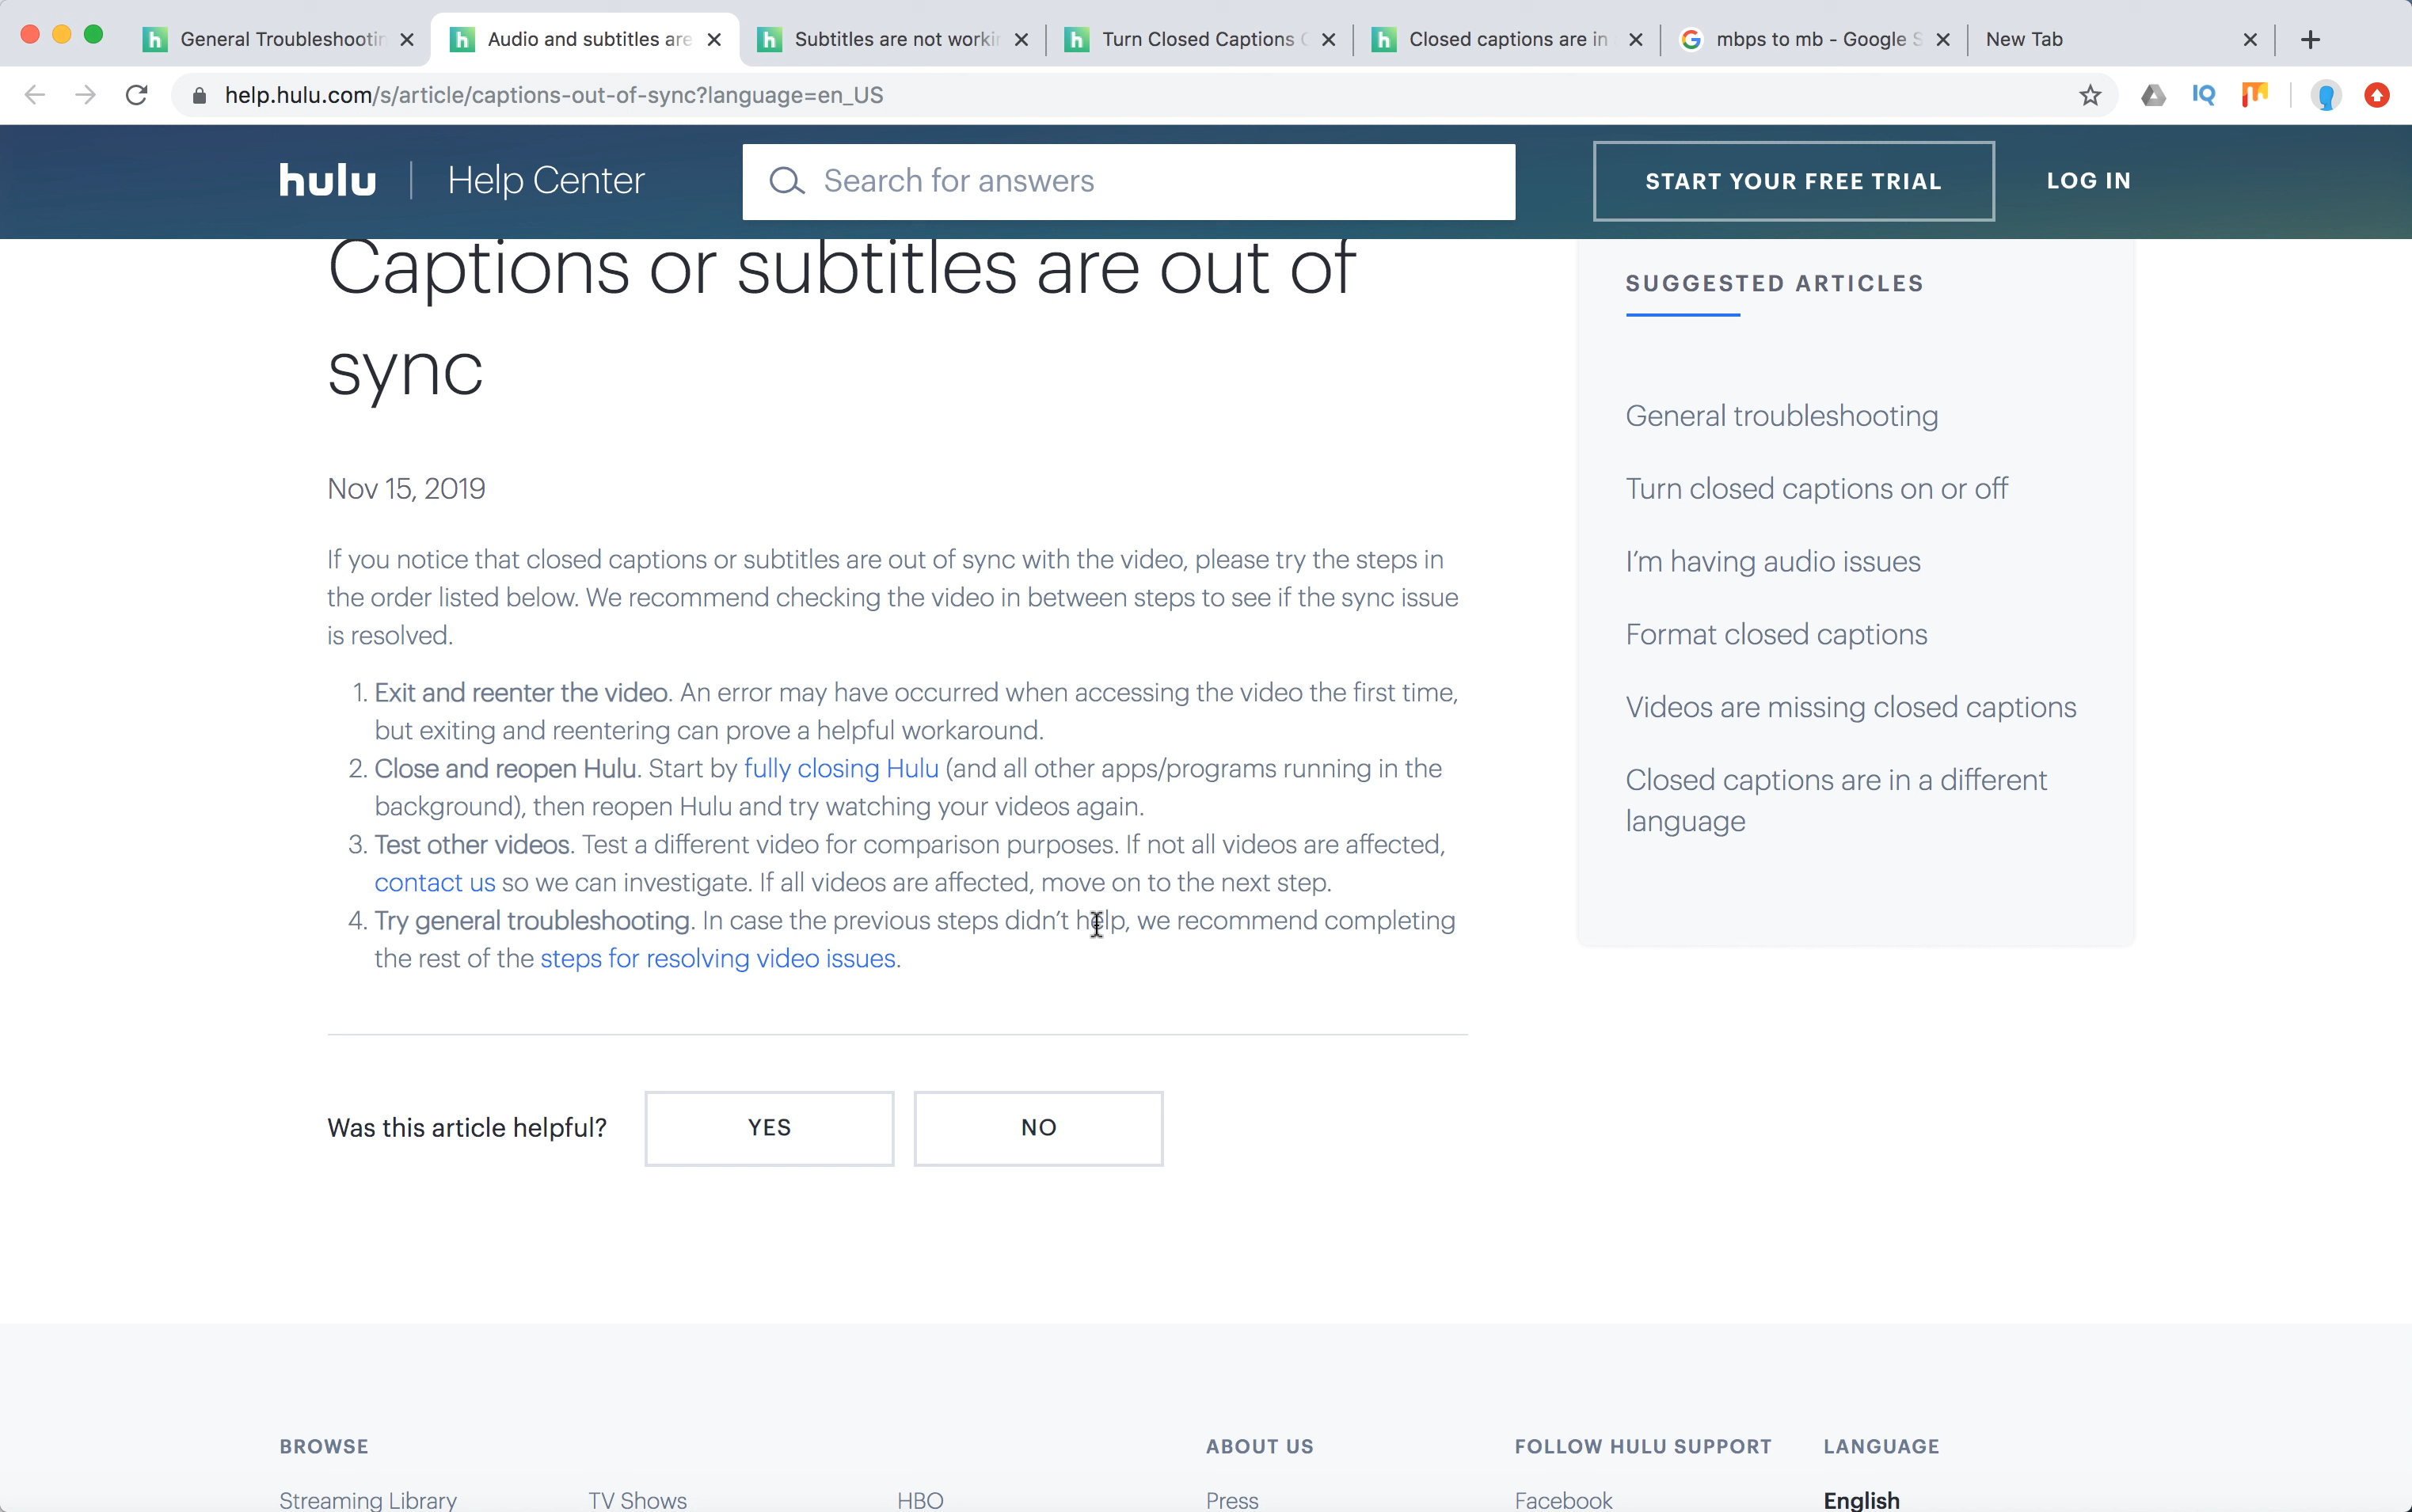 General Troubleshootin
Audio and subtitles are
Subtitles are not workin
Turn Closed Captions
Closed captions are in
mbps to mb - Google S
New Tab
help.hulu.com/s/article/captions-out-of-sync?language=en_US
IQ
hulu
Help Center
Search for answers
START YOUR FREE TRIAL
LOG IN
Captions or subtitles are out of
sync
Nov 15, 2019
If you notice that closed captions or subtitles are out of sync with the video, please try the steps in
the order listed below. We recommend checking the video in between steps to see if the sync issue
is resolved.
1. Exit and reenter the video. An error may have occurred when accessing the video the first time,
but exiting and reentering can prove a helpful workaround.
2. Close and reopen Hulu. Start by fully closing Hulu (and all other apps/programs running in the
background), then reopen Hulu and try watching your videos again.
3. Test other videos. Test a different video for comparison purposes. If not all videos are affected,
contact us so we can investigate. If all videos are affected, move on to the next step.
4. Try general troubleshooting. In case the previous steps didn't help, we recommend completing
the rest of the steps for resolving video issues.
Was this article helpful?
YES
NO
SUGGESTED ARTICLES
General troubleshooting
Turn closed captions on or off
I'm having audio issues
Format closed captions
Videos are missing closed captions
Closed captions are in a different
language
BROWSE
ABOUT US
FOLLOW HULU SUPPORT
LANGUAGE
Streaming Library
TV Shows
HBO
Press
Facebook
English